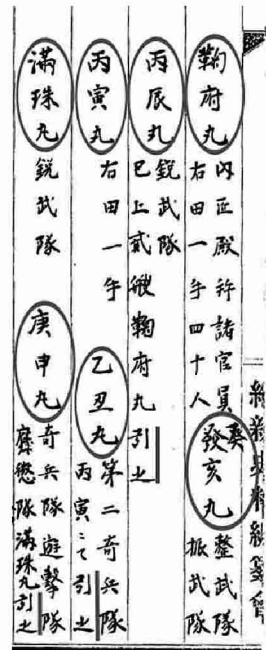 鞠府丸
内匠殿幷諸官員
右田一手四十人
癸亥丸
整武隊
振武隊
丙辰丸
鋭武隊
已上貳艘鞠府丸引之
丙寅丸
右田一手
乙丑丸
第二奇兵隊
丙寅ニて引之
満珠丸
鋭武隊
庚申丸
奇兵隊遊撃隊
膺懲隊満珠丸引之